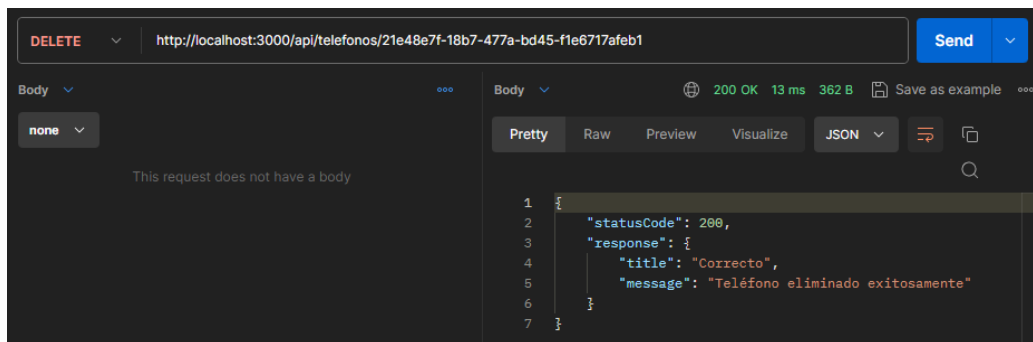 DELETE http://localhost:3000/api/telefonos/21e48e7f-18b7-477a-bd45-f1e6717afeb1 Send
Body
none
This request does not have a body
Body 200 OK 13 ms 362 B Save as example
Pretty Raw Preview Visualize JSON
1 {
2 "statusCode": 200,
3 "response": {
4 "title": "Correcto",
5 "message": "Teléfono eliminado exitosamente"
6 }
7 }